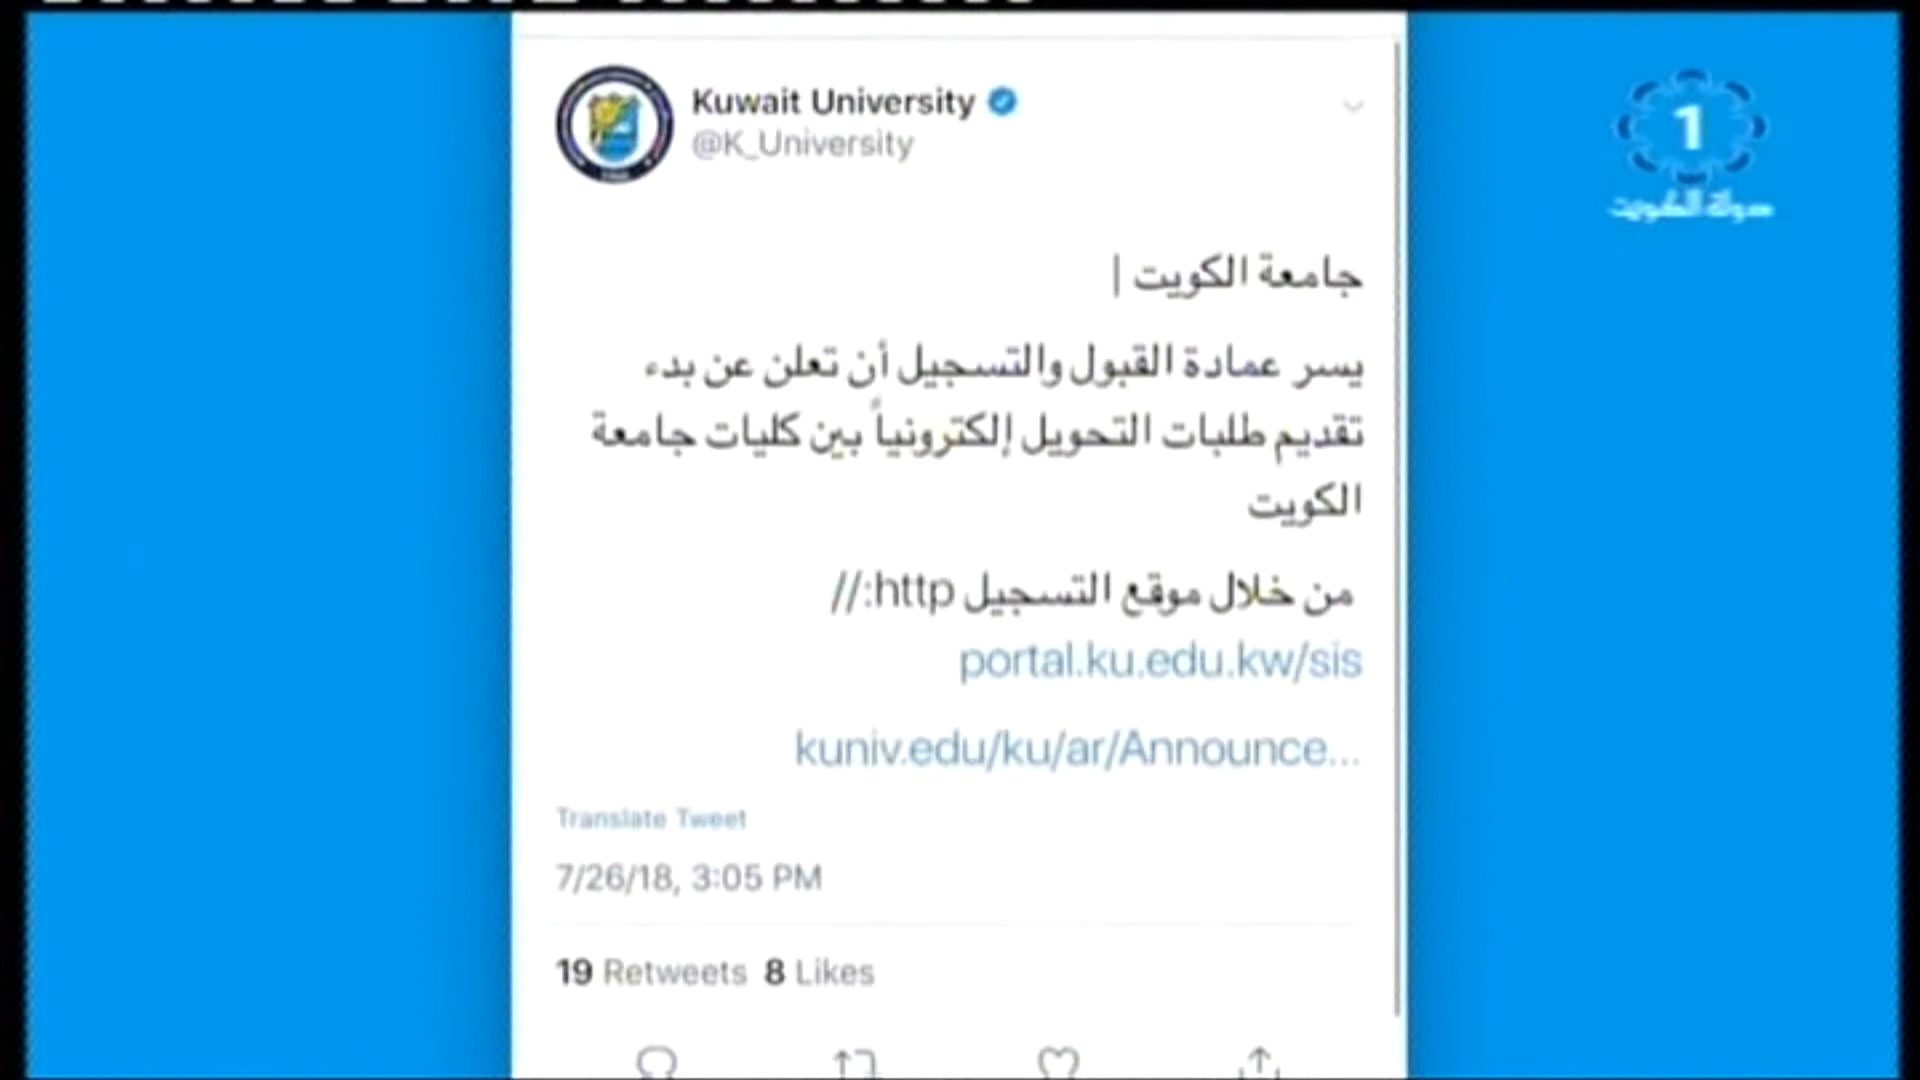 Kuwait University
@K_University
1
دولة الكويت
جامعة الكويت |
يسر عمادة القبول والتسجيل أن تعلن عن بدء
تقديم طلبات التحويل إلكترونياً بين كليات جامعة
الكويت
من خلال موقع التسجيل http://
portal.ku.edu.kw/sis
kuniv.edu/ku/ar/Announce...
Translate Tweet
7/26/18, 3:05 PM
19 Retweets 8 Likes